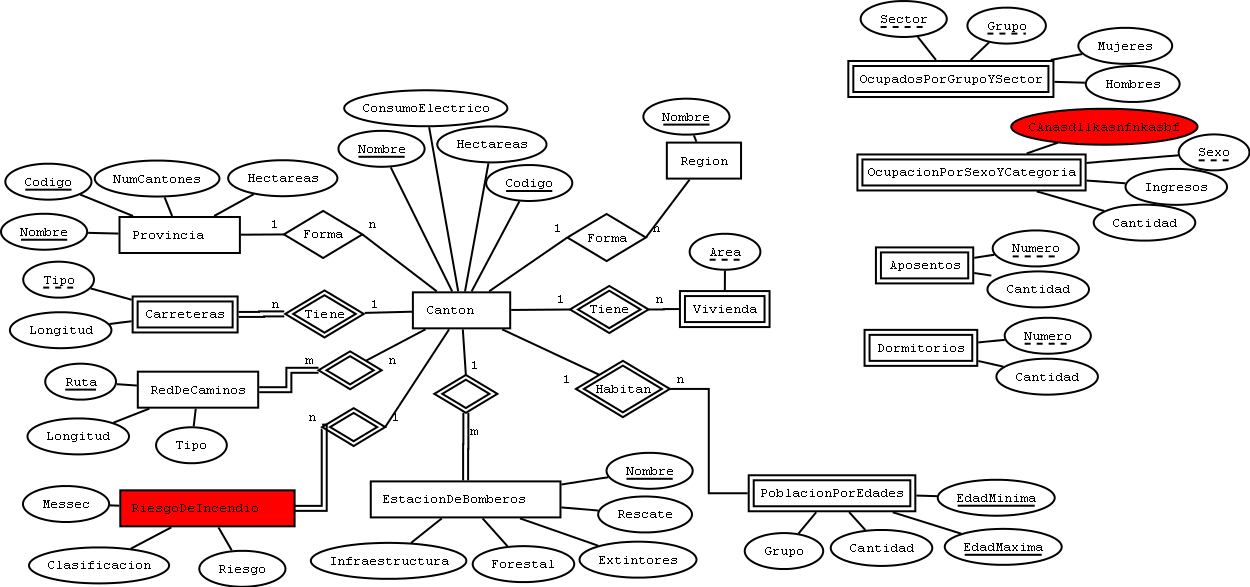 Sector
Grupo
Mujeres
OcupadosPorGrupoYSector
Hombres
ConsumoElectrico
Nombre
CAnasdllkasnfnkasbf
Nombre
Hectareas
Sexo
Region
Codigo
NumCantones
Hectareas
OcupacionPorSexoYCategoria
Codigo
Ingresos
Nombre
Provincia
1
Forma
n
1
Forma
n
Cantidad
Area
Numero
Tipo
Aposentos
Cantidad
Carreteras
n
Tiene
1
Canton
1
Tiene
n
Vivienda
Longitud
Numero
Dormitorios
m
n
1
Ruta
RedDeCaminos
1
Habitan
n
Cantidad
n
1
Longitud
Tipo
m
Nombre
Messec
RiesgoDeIncendio
EstacionDeBomberos
PoblacionPorEdades
EdadMinima
Rescate
Clasificacion
Riesgo
Infraestructura
Forestal
Extintores
Grupo
Cantidad
EdadMaxima